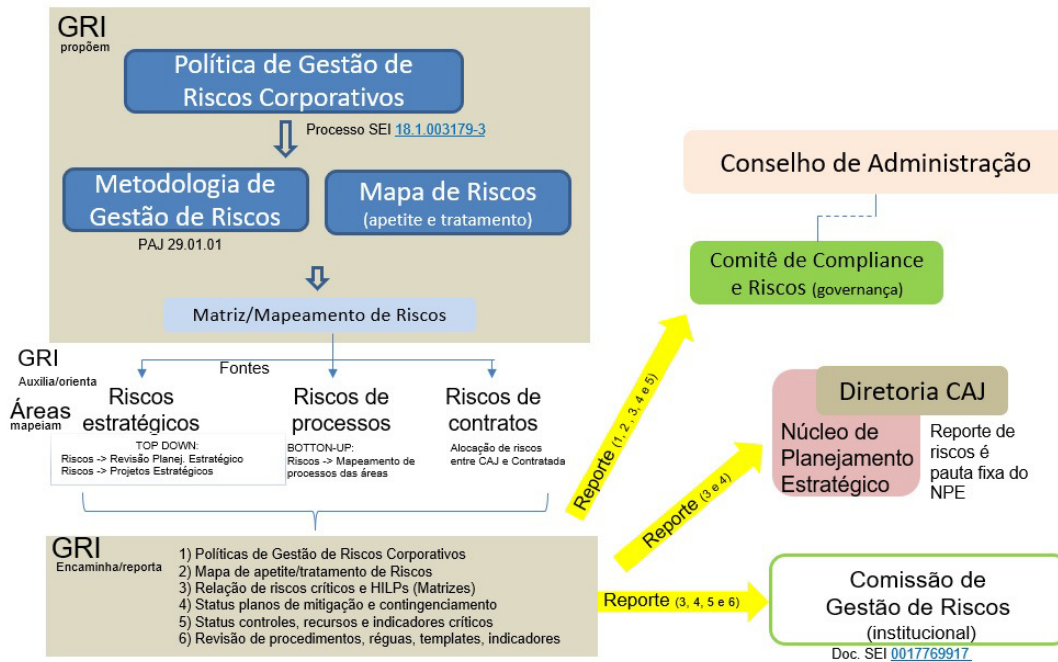 GRI
propõem
Política de Gestão de
Riscos Corporativos
Processo SEI 18.1.003179-3
Metodologia de
Gestão de Riscos
Mapa de Riscos
(apetite e tratamento)
PAJ 29.01.01
Matriz/Mapeamento de Riscos
GRI
Auxilia/orienta
Fontes
Áreas
mapeiam
Riscos
estratégicos
TOP DOWN:
Riscos -> Revisão Planej. Estratégico
Riscos -> Projetos Estratégicos
Riscos de
processos
BOTTON-UP:
Riscos -> Mapeamento de
processos das áreas
Riscos de
contratos
Alocação de riscos
entre CAJ e Contratada
GRI
Encaminha/reporta
1) Políticas de Gestão de Riscos Corporativos
2) Mapa de apetite/tratamento de Riscos
3) Relação de riscos críticos e HILPs (Matrizes)
4) Status planos de mitigação e contingenciamento
5) Status controles, recursos e indicadores críticos
6) Revisão de procedimentos, réguas, templates, indicadores
Reporte (1, 2 , 3, 4 e 5)
Reporte (3 e 4)
Reporte (3, 4, 5 e 6)
Conselho de Administração
Comitê de Compliance
e Riscos (governança)
Diretoria CAJ
Núcleo de
Planejamento
Estratégico
Reporte de
riscos é
pauta fixa do
NPE
Comissão de
Gestão de Riscos
(institucional)
Doc. SEI 0017769917